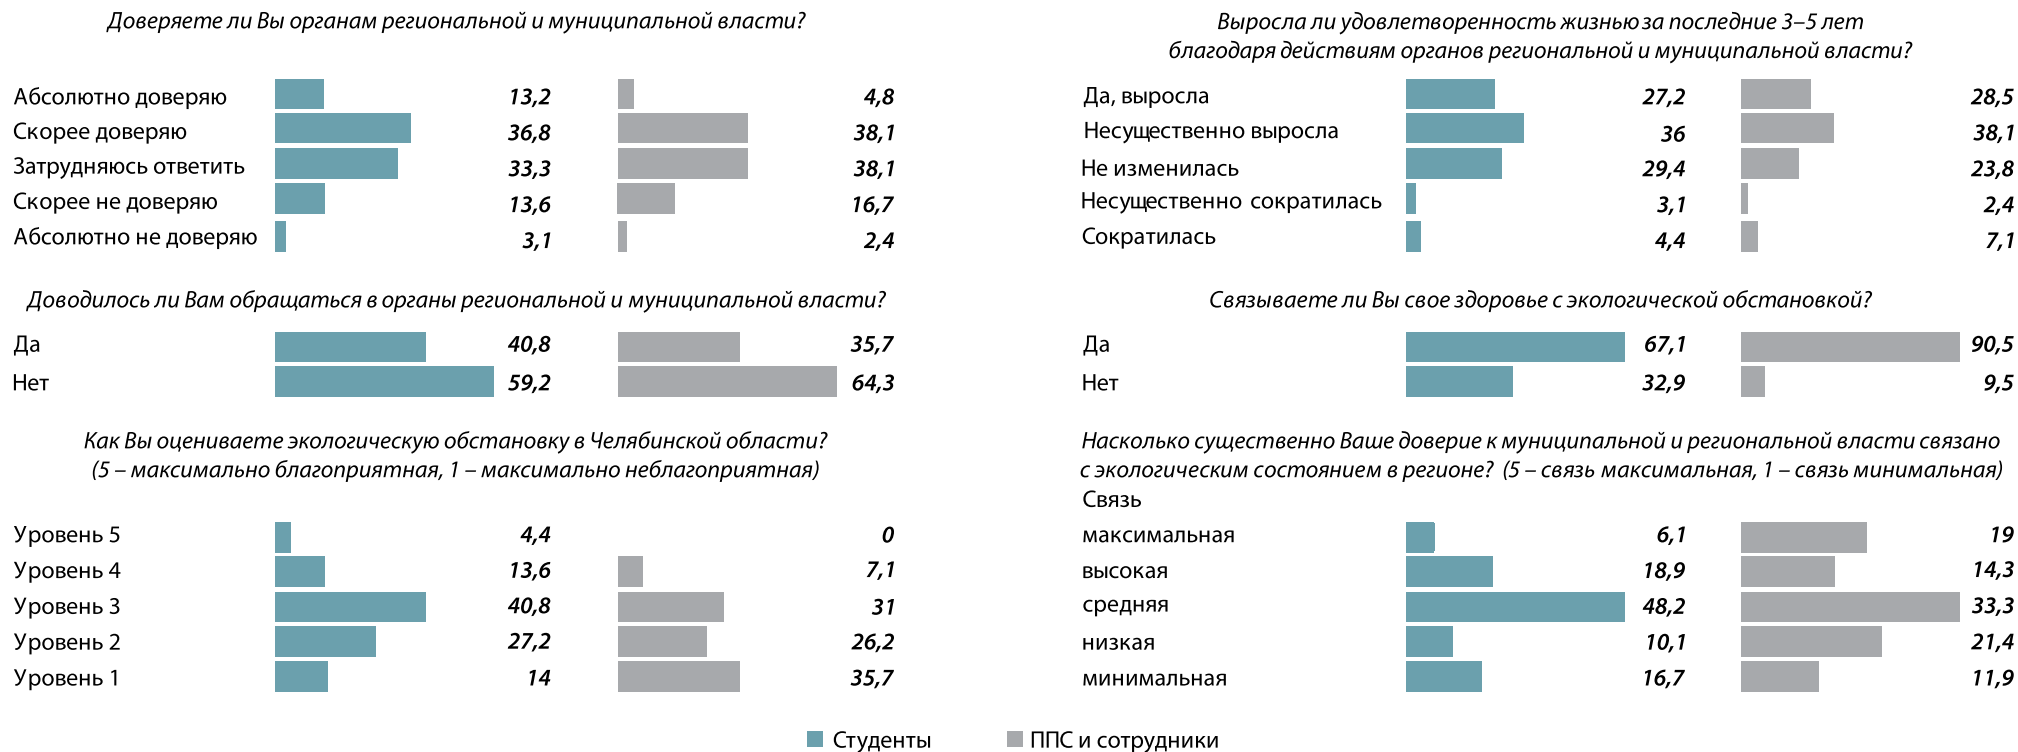 Доверяете ли Вы органам региональной и муниципальной власти?
Абсолютно доверяю 13,2 4,8
Скорее доверяю 36,8 38,1
Затрудняюсь ответить 33,3 38,1
Скорее не доверяю 13,6 16,7
Абсолютно не доверяю 3,1 2,4
Выросла ли удовлетворенность жизнью за последние 3–5 лет
благодаря действиям органов региональной и муниципальной власти?
Да, выросла 27,2 28,5
Несущественно выросла 36 38,1
Не изменилась 29,4 23,8
Несущественно сократилась 3,1 2,4
Сократилась 4,4 7,1
Доводилось ли Вам обращаться в органы региональной и муниципальной власти?
Да 40,8 35,7
Нет 59,2 64,3
Связываете ли Вы свое здоровье с экологической обстановкой?
Да 67,1 90,5
Нет 32,9 9,5
Как Вы оцениваете экологическую обстановку в Челябинской области?
(5 – максимально благоприятная, 1 – максимально неблагоприятная)
Уровень 5 4,4 0
Уровень 4 13,6 7,1
Уровень 3 40,8 31
Уровень 2 27,2 26,2
Уровень 1 14 35,7
Насколько существенно Ваше доверие к муниципальной и региональной власти связано
с экологическим состоянием в регионе? (5 – связь максимальная, 1 – связь минимальная)
Связь
максимальная 6,1 19
высокая 18,9 14,3
средняя 48,2 33,3
низкая 10,1 21,4
минимальная 16,7 11,9
Студенты ППС и сотрудники